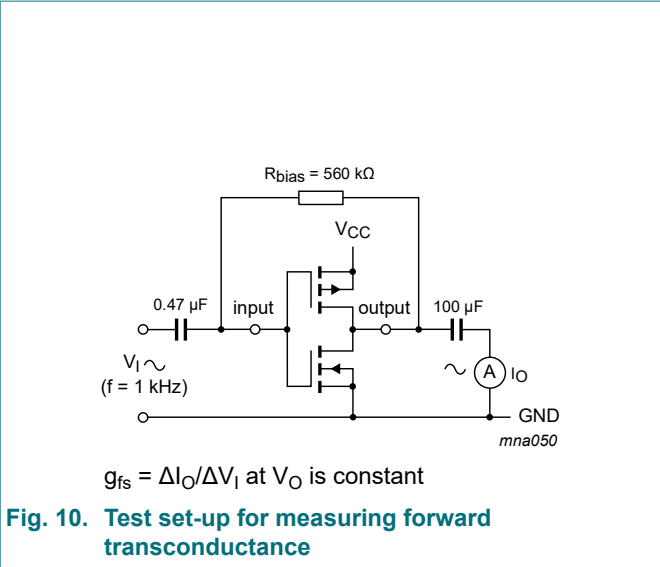 Rbias = 560 kΩ
VCC
0.47 µF
input
output
100 µF
VI
(f = 1 kHz)
A
IO
GND
mna050
gfs = ΔIO/ΔVI at VO is constant
Fig. 10. Test set-up for measuring forward
transconductance